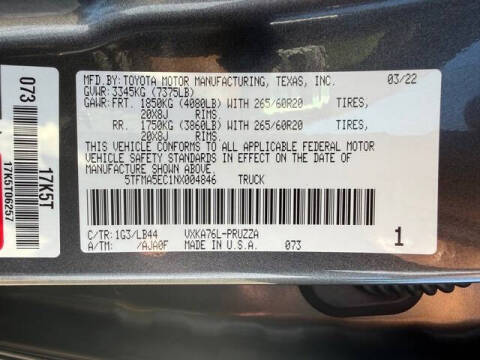 MFD.BY:TOYOTA MOTOR MANUFACTURING, TEXAS, INC. 03/22
GVWR:3345KG (7375LB)
GAWR:FRT. 1850KG (4080LB) WITH 265/60R20 TIRES,
20X8J RIMS.
RR. 1750KG (3860LB) WITH 265/60R20 TIRES,
20X8J RIMS.
THIS VEHICLE CONFORMS TO ALL APPLICABLE FEDERAL MOTOR
VEHICLE SAFETY STANDARDS IN EFFECT ON THE DATE OF
MANUFACTURE SHOWN ABOVE.
5TFMA5EC1NX004846 TRUCK
C/TR:1G3/LB44 VXKA76L-PRUZZA
A/TM: /AJA0F MADE IN U.S.A. 073
1
073
17K5T
17K5T06257